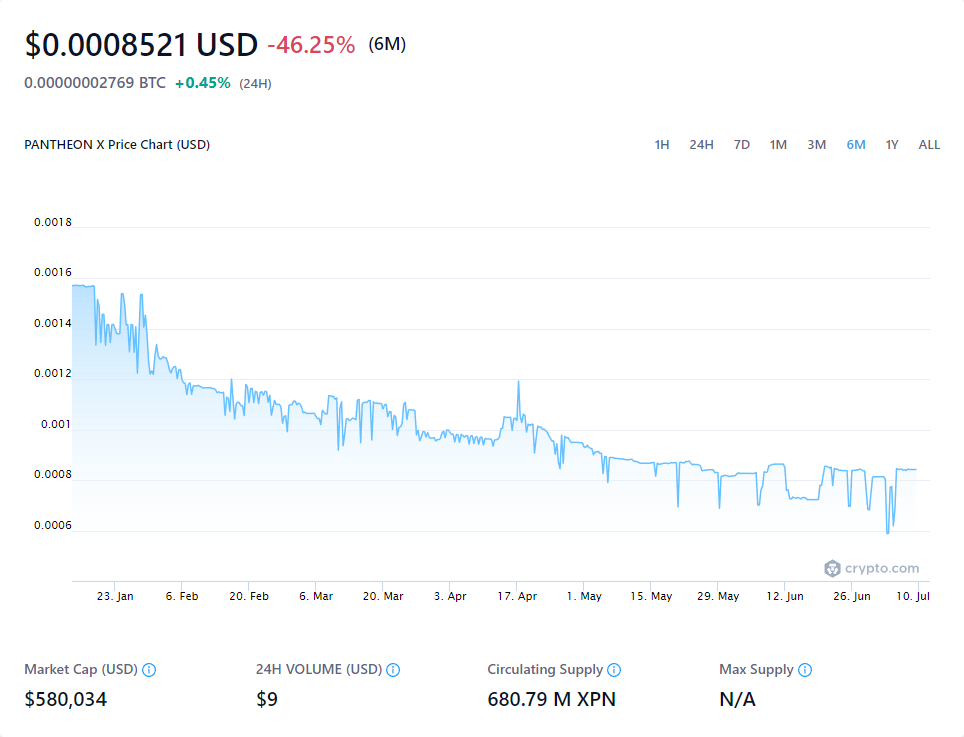 $0.0008521 USD -46.25% (6M)
0.00000002769 BTC +0.45% (24H)
PANTHEON X Price Chart (USD) 1H 24H 7D 1M 3M 6M 1Y ALL
0.0018
0.0016
0.0014
0.0012
0.001
0.0008
0.0006
crypto.com
23. Jan 6. Feb 20. Feb 6. Mar 20. Mar 3. Apr 17. Apr 1. May 15. May 29. May 12. Jun 26. Jun 10. Jul
Market Cap (USD) 24H VOLUME (USD) Circulating Supply Max Supply
$580,034 $9 680.79 M XPN N/A